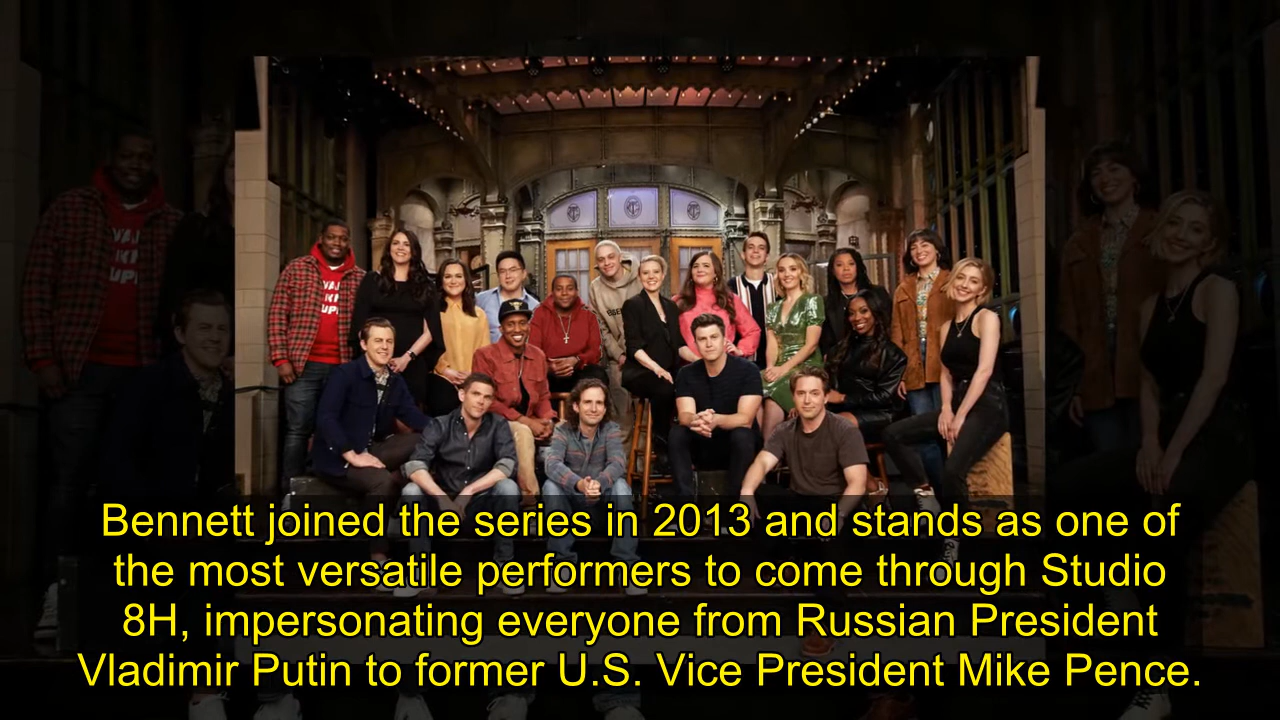 Bennett joined the series in 2013 and stands as one of
the most versatile performers to come through Studio
8H, impersonating everyone from Russian President
Vladimir Putin to former U.S. Vice President Mike Pence.